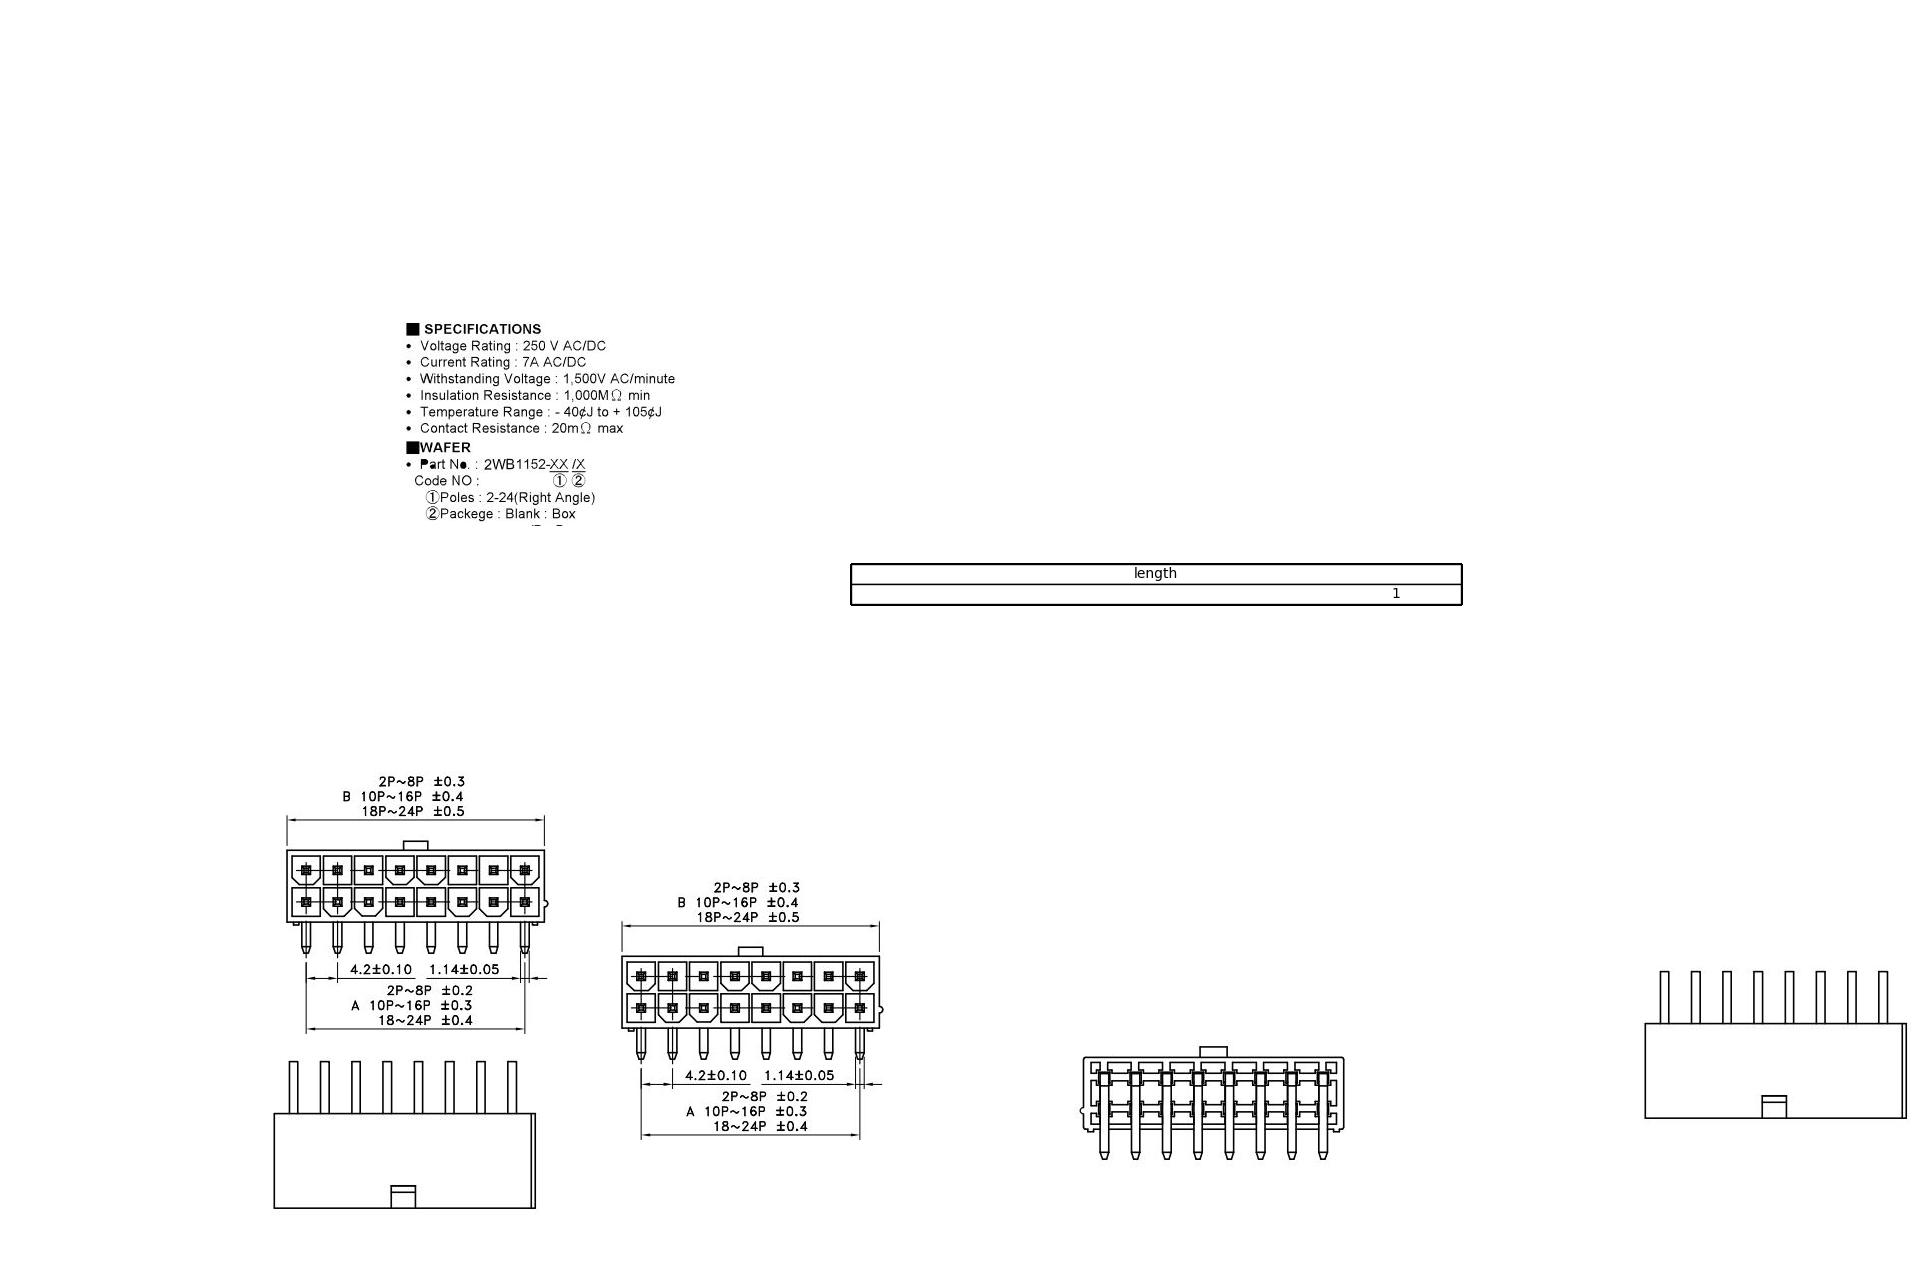 ■ SPECIFICATIONS
• Voltage Rating : 250 V AC/DC
• Current Rating : 7A AC/DC
• Withstanding Voltage : 1,500V AC/minute
• Insulation Resistance : 1,000MΩ min
• Temperature Range : - 40¢J to + 105¢J
• Contact Resistance : 20mΩ max
■WAFER
• Part No. : 2WB1152-XX /X
Code NO : ① ②
①Poles : 2-24(Right Angle)
②Packege : Blank : Box
length
1
2P~8P ±0.3
B 10P~16P ±0.4
18P~24P ±0.5
4.2±0.10 1.14±0.05
2P~8P ±0.2
A 10P~16P ±0.3
18~24P ±0.4
2P~8P ±0.3
B 10P~16P ±0.4
18P~24P ±0.5
4.2±0.10 1.14±0.05
2P~8P ±0.2
A 10P~16P ±0.3
18~24P ±0.4